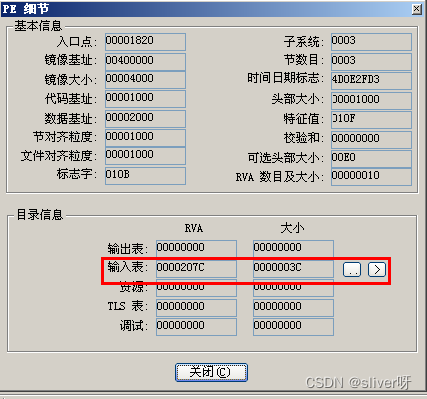 PE 细节
基本信息
入口点: 00001820 子系统: 0003
镜像基址: 00400000 节数目: 0003
镜像大小: 00004000 时间日期标志: 4D0E2FD3
代码基址: 00001000 头部大小: 00001000
数据基址: 00002000 特征值: 010F
节对齐粒度: 00001000 校验和: 00000000
文件对齐粒度: 00001000 可选头部大小: 00E0
标志字: 010B RVA 数目及大小: 00000010
目录信息
RVA 大小
输出表: 00000000 00000000
输入表: 0000207C 0000003C .. >
资源: 00000000 00000000
TLS 表: 00000000 00000000
调试: 00000000 00000000
关闭(C)
CSDN @sliver呀